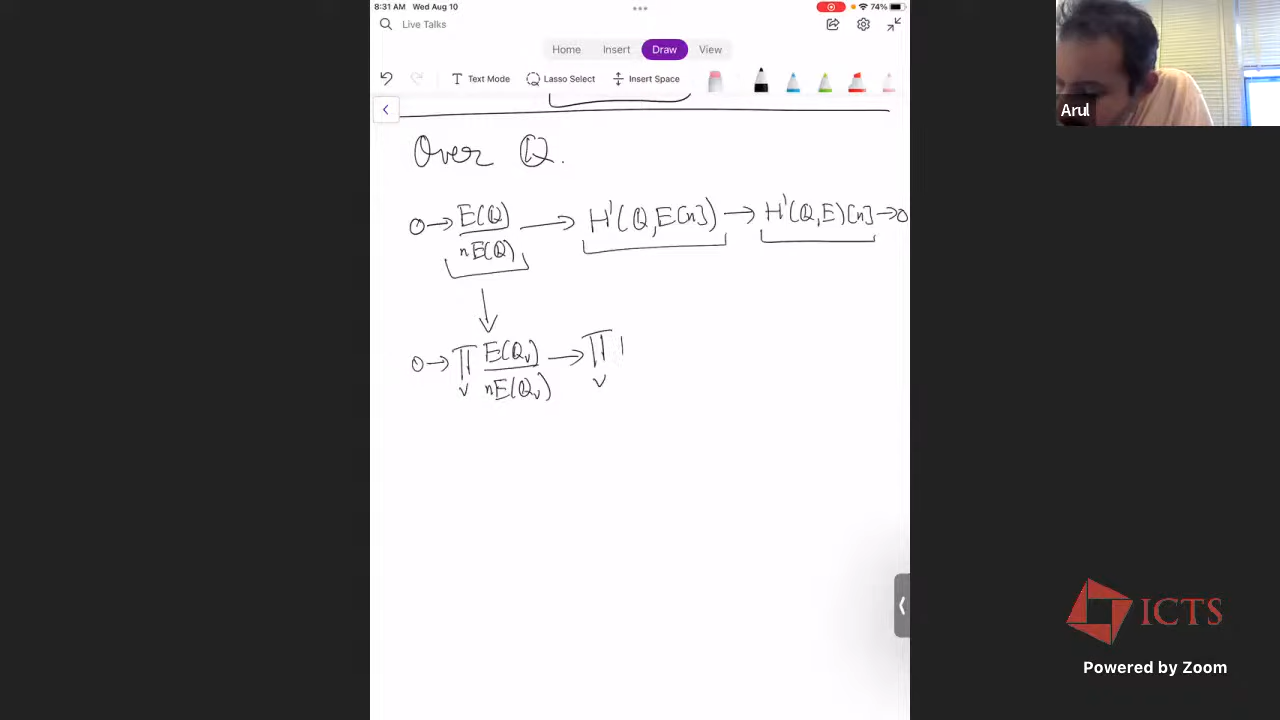 8:31 AM Wed Aug 10
74%
Live Talks
Home Insert Draw View
Text Mode Lasso Select Insert Space
Arul
Over Q.
0 → E(Q)/nE(Q) → H¹(Q,E[n]) → H¹(Q,E)[n] → 0
↓
0 → ∏_v E(Q_v)/nE(Q_v) → ∏_v
ICTS
Powered by Zoom